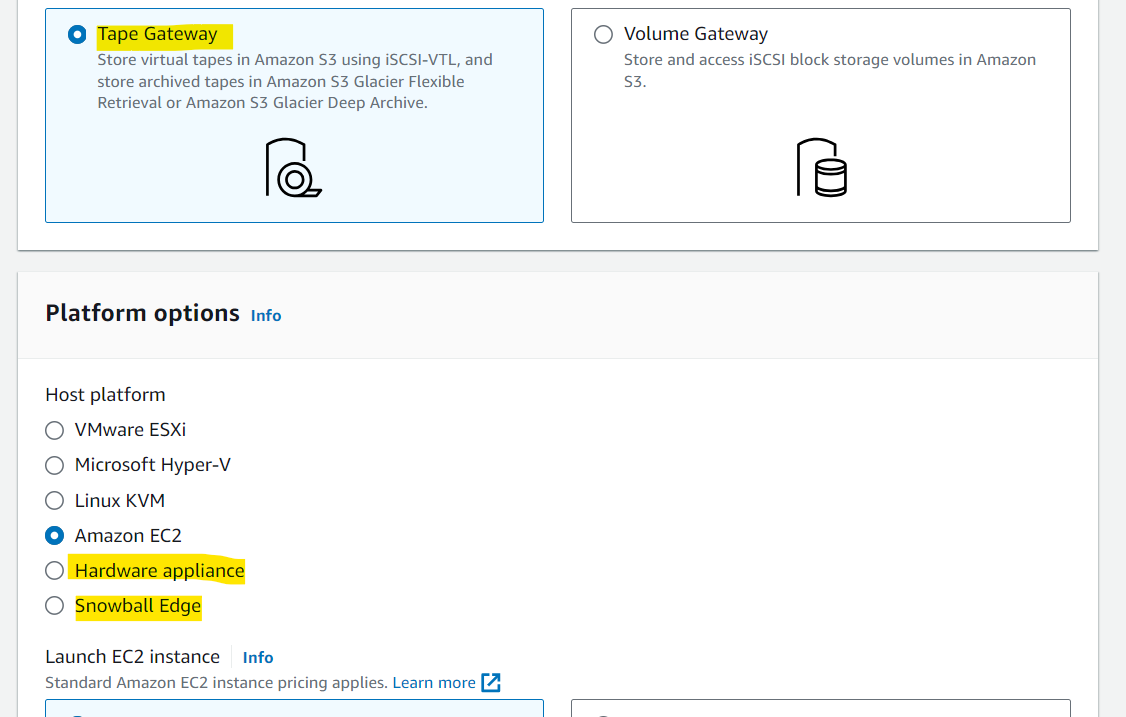 Tape Gateway
Store virtual tapes in Amazon S3 using iSCSI-VTL, and
store archived tapes in Amazon S3 Glacier Flexible
Retrieval or Amazon S3 Glacier Deep Archive.
Volume Gateway
Store and access iSCSI block storage volumes in Amazon
S3.
Platform options Info
Host platform
VMware ESXi
Microsoft Hyper-V
Linux KVM
Amazon EC2
Hardware appliance
Snowball Edge
Launch EC2 instance Info
Standard Amazon EC2 instance pricing applies. Learn more